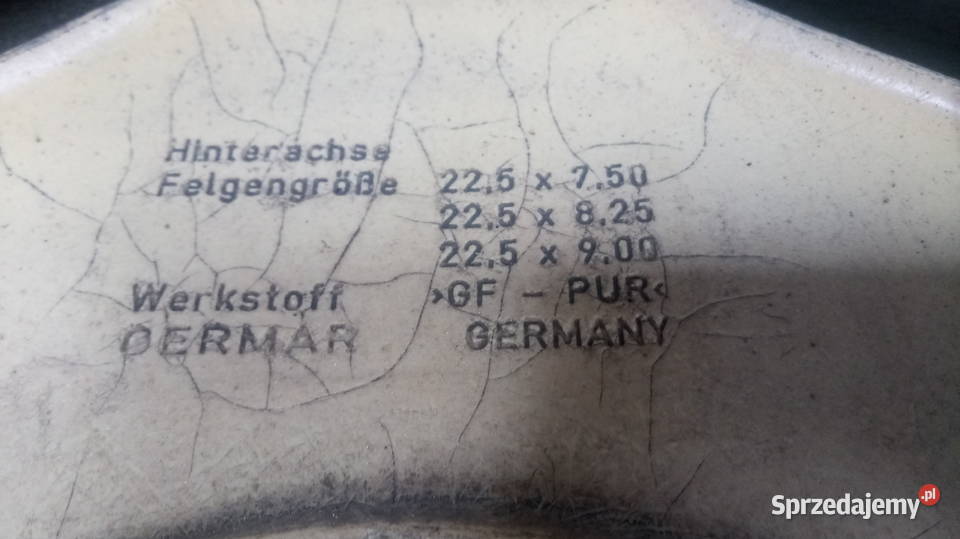 Hinterachse
Felgengröße 22,5 x 7.50
22,5 x 8.25
22,5 x 9.00
Werkstoff >GF - PUR<
GERMAR GERMANY
Sprzedajemy.pl